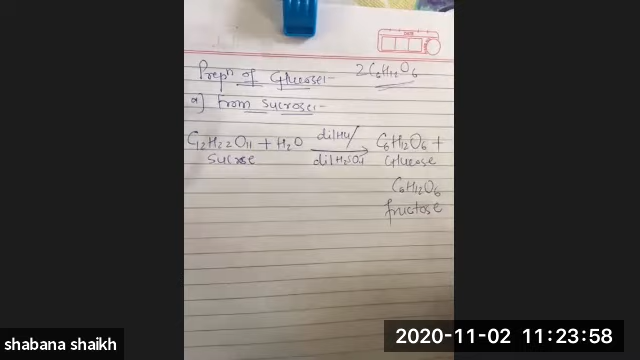 Prepn of Glucose:- 2C6H12O6
a) From Sucrose:-
C12H22O11 + H2O dil HCl/ dil H2SO4 → C6H12O6 +
Sucrose Glucose
C6H12O6
fructose
shabana shaikh
2020-11-02 11:23:58